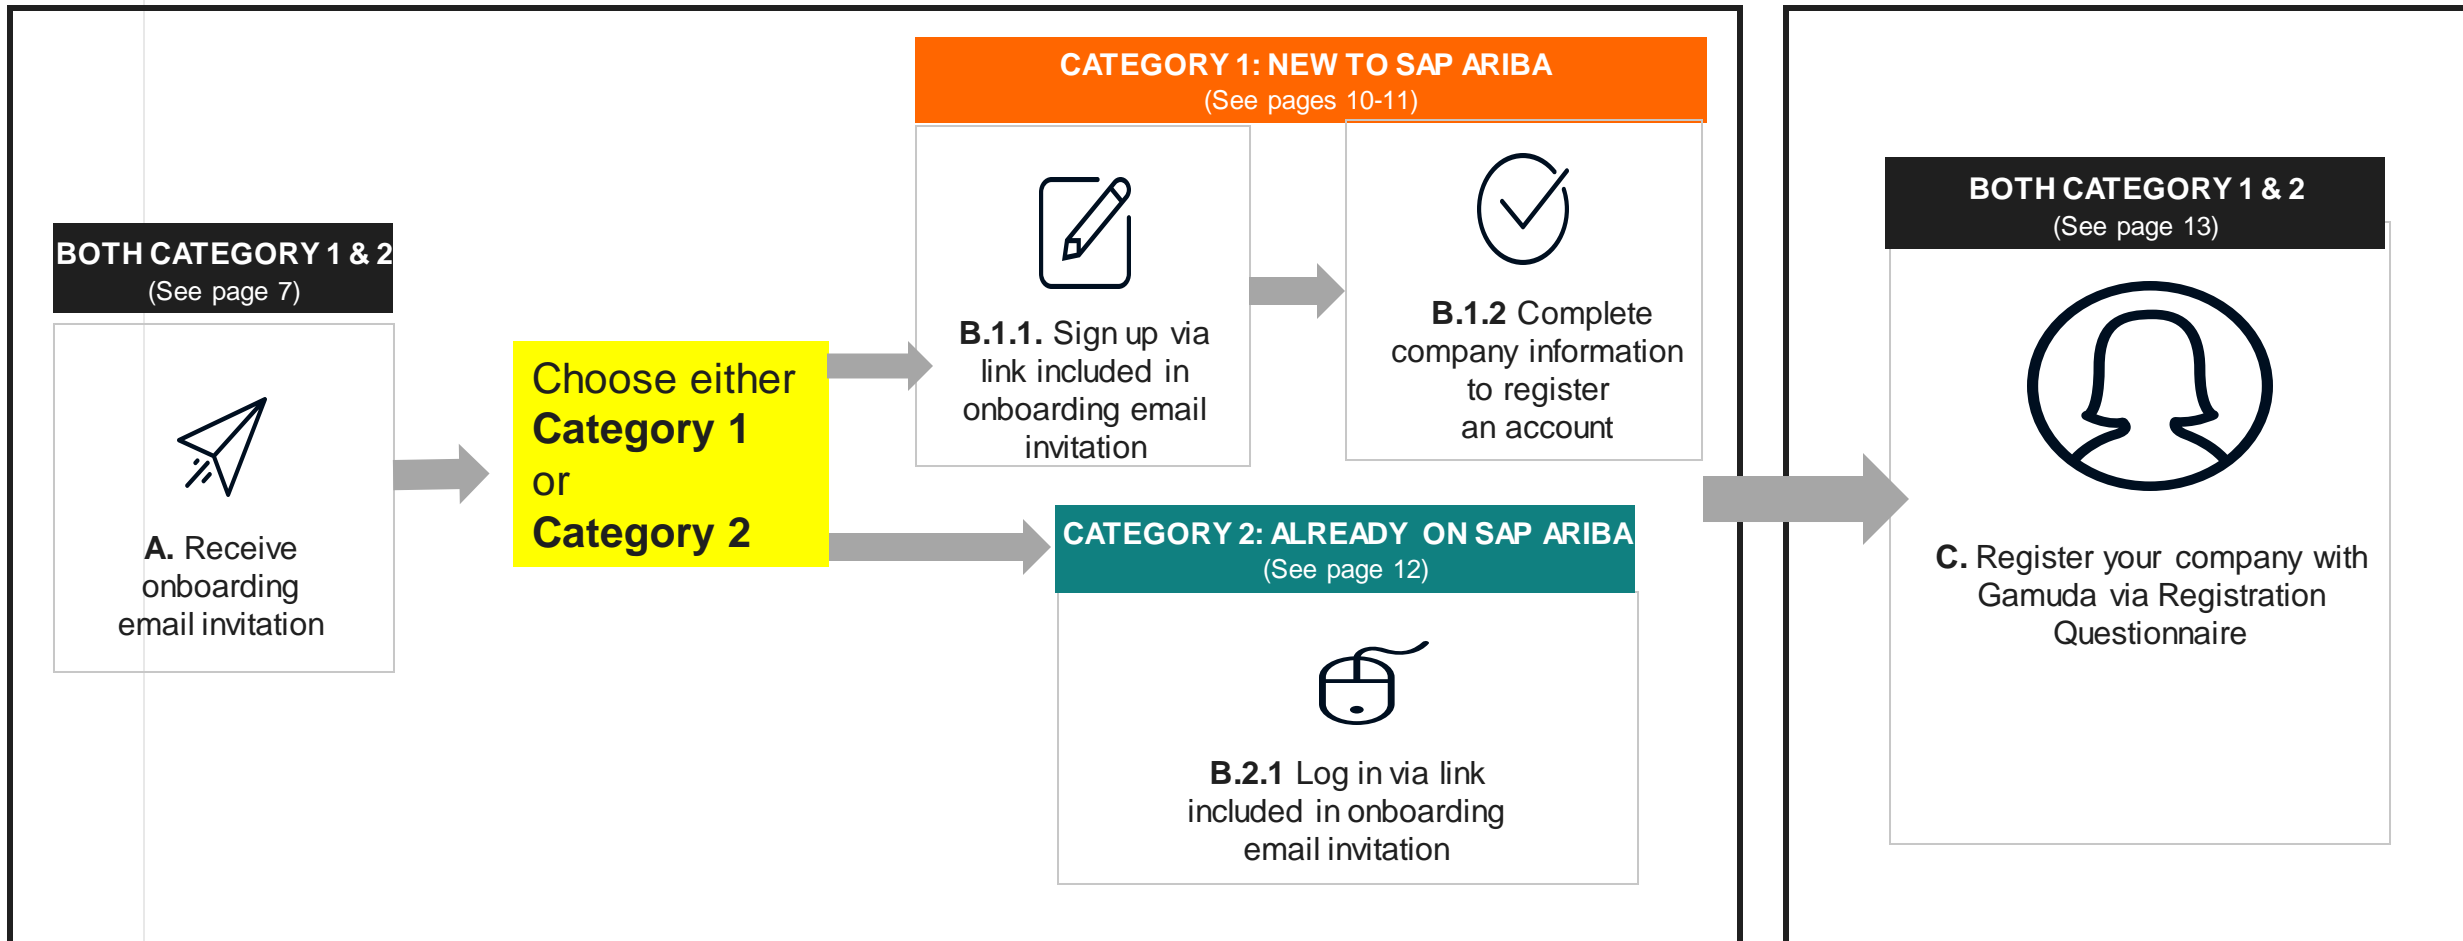 BOTH CATEGORY 1 & 2
(See page 7)
A. Receive
onboarding
email invitation
Choose either
Category 1
or
Category 2
CATEGORY 1: NEW TO SAP ARIBA
(See pages 10-11)
B.1.1. Sign up via
link included in
onboarding email
invitation
B.1.2 Complete
company information
to register
an account
CATEGORY 2: ALREADY ON SAP ARIBA
(See page 12)
B.2.1 Log in via link
included in onboarding
email invitation
BOTH CATEGORY 1 & 2
(See page 13)
C. Register your company with
Gamuda via Registration
Questionnaire